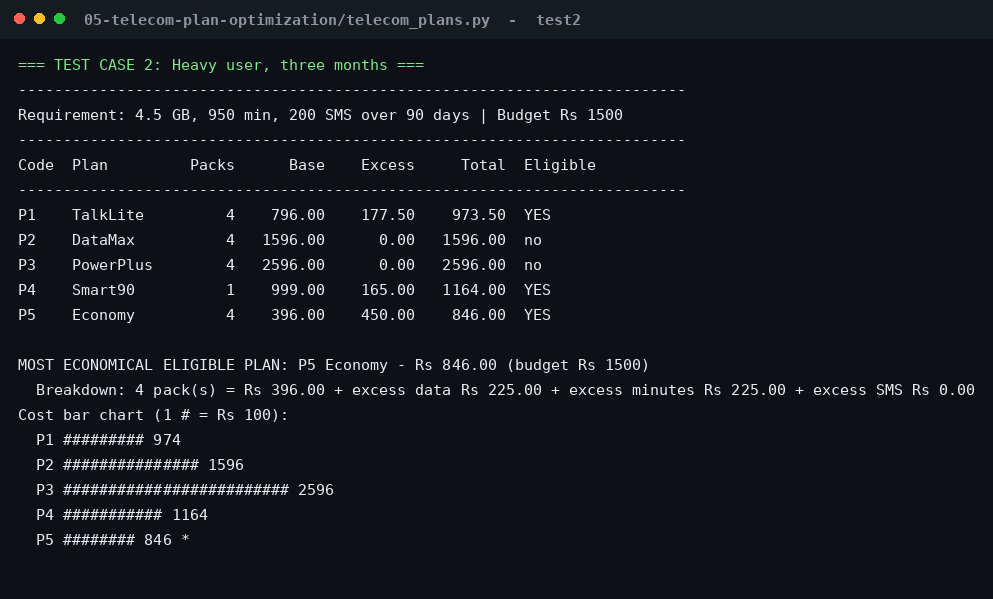 05-telecom-plan-optimization/telecom_plans.py  -  test2
=== TEST CASE 2: Heavy user, three months ===
--------------------------------------------------------------------------
Requirement: 4.5 GB, 950 min, 200 SMS over 90 days | Budget Rs 1500
--------------------------------------------------------------------------
Code  Plan         Packs      Base    Excess     Total  Eligible
--------------------------------------------------------------------------
P1    TalkLite         4    796.00    177.50    973.50  YES
P2    DataMax          4   1596.00      0.00   1596.00  no
P3    PowerPlus        4   2596.00      0.00   2596.00  no
P4    Smart90          1    999.00    165.00   1164.00  YES
P5    Economy          4    396.00    450.00    846.00  YES
MOST ECONOMICAL ELIGIBLE PLAN: P5 Economy - Rs 846.00 (budget Rs 1500)
  Breakdown: 4 pack(s) = Rs 396.00 + excess data Rs 225.00 + excess minutes Rs 225.00 + excess SMS Rs 0.00
Cost bar chart (1 # = Rs 100):
  P1 ######### 974
  P2 ############### 1596
  P3 ######################### 2596
  P4 ########### 1164
  P5 ######## 846 *